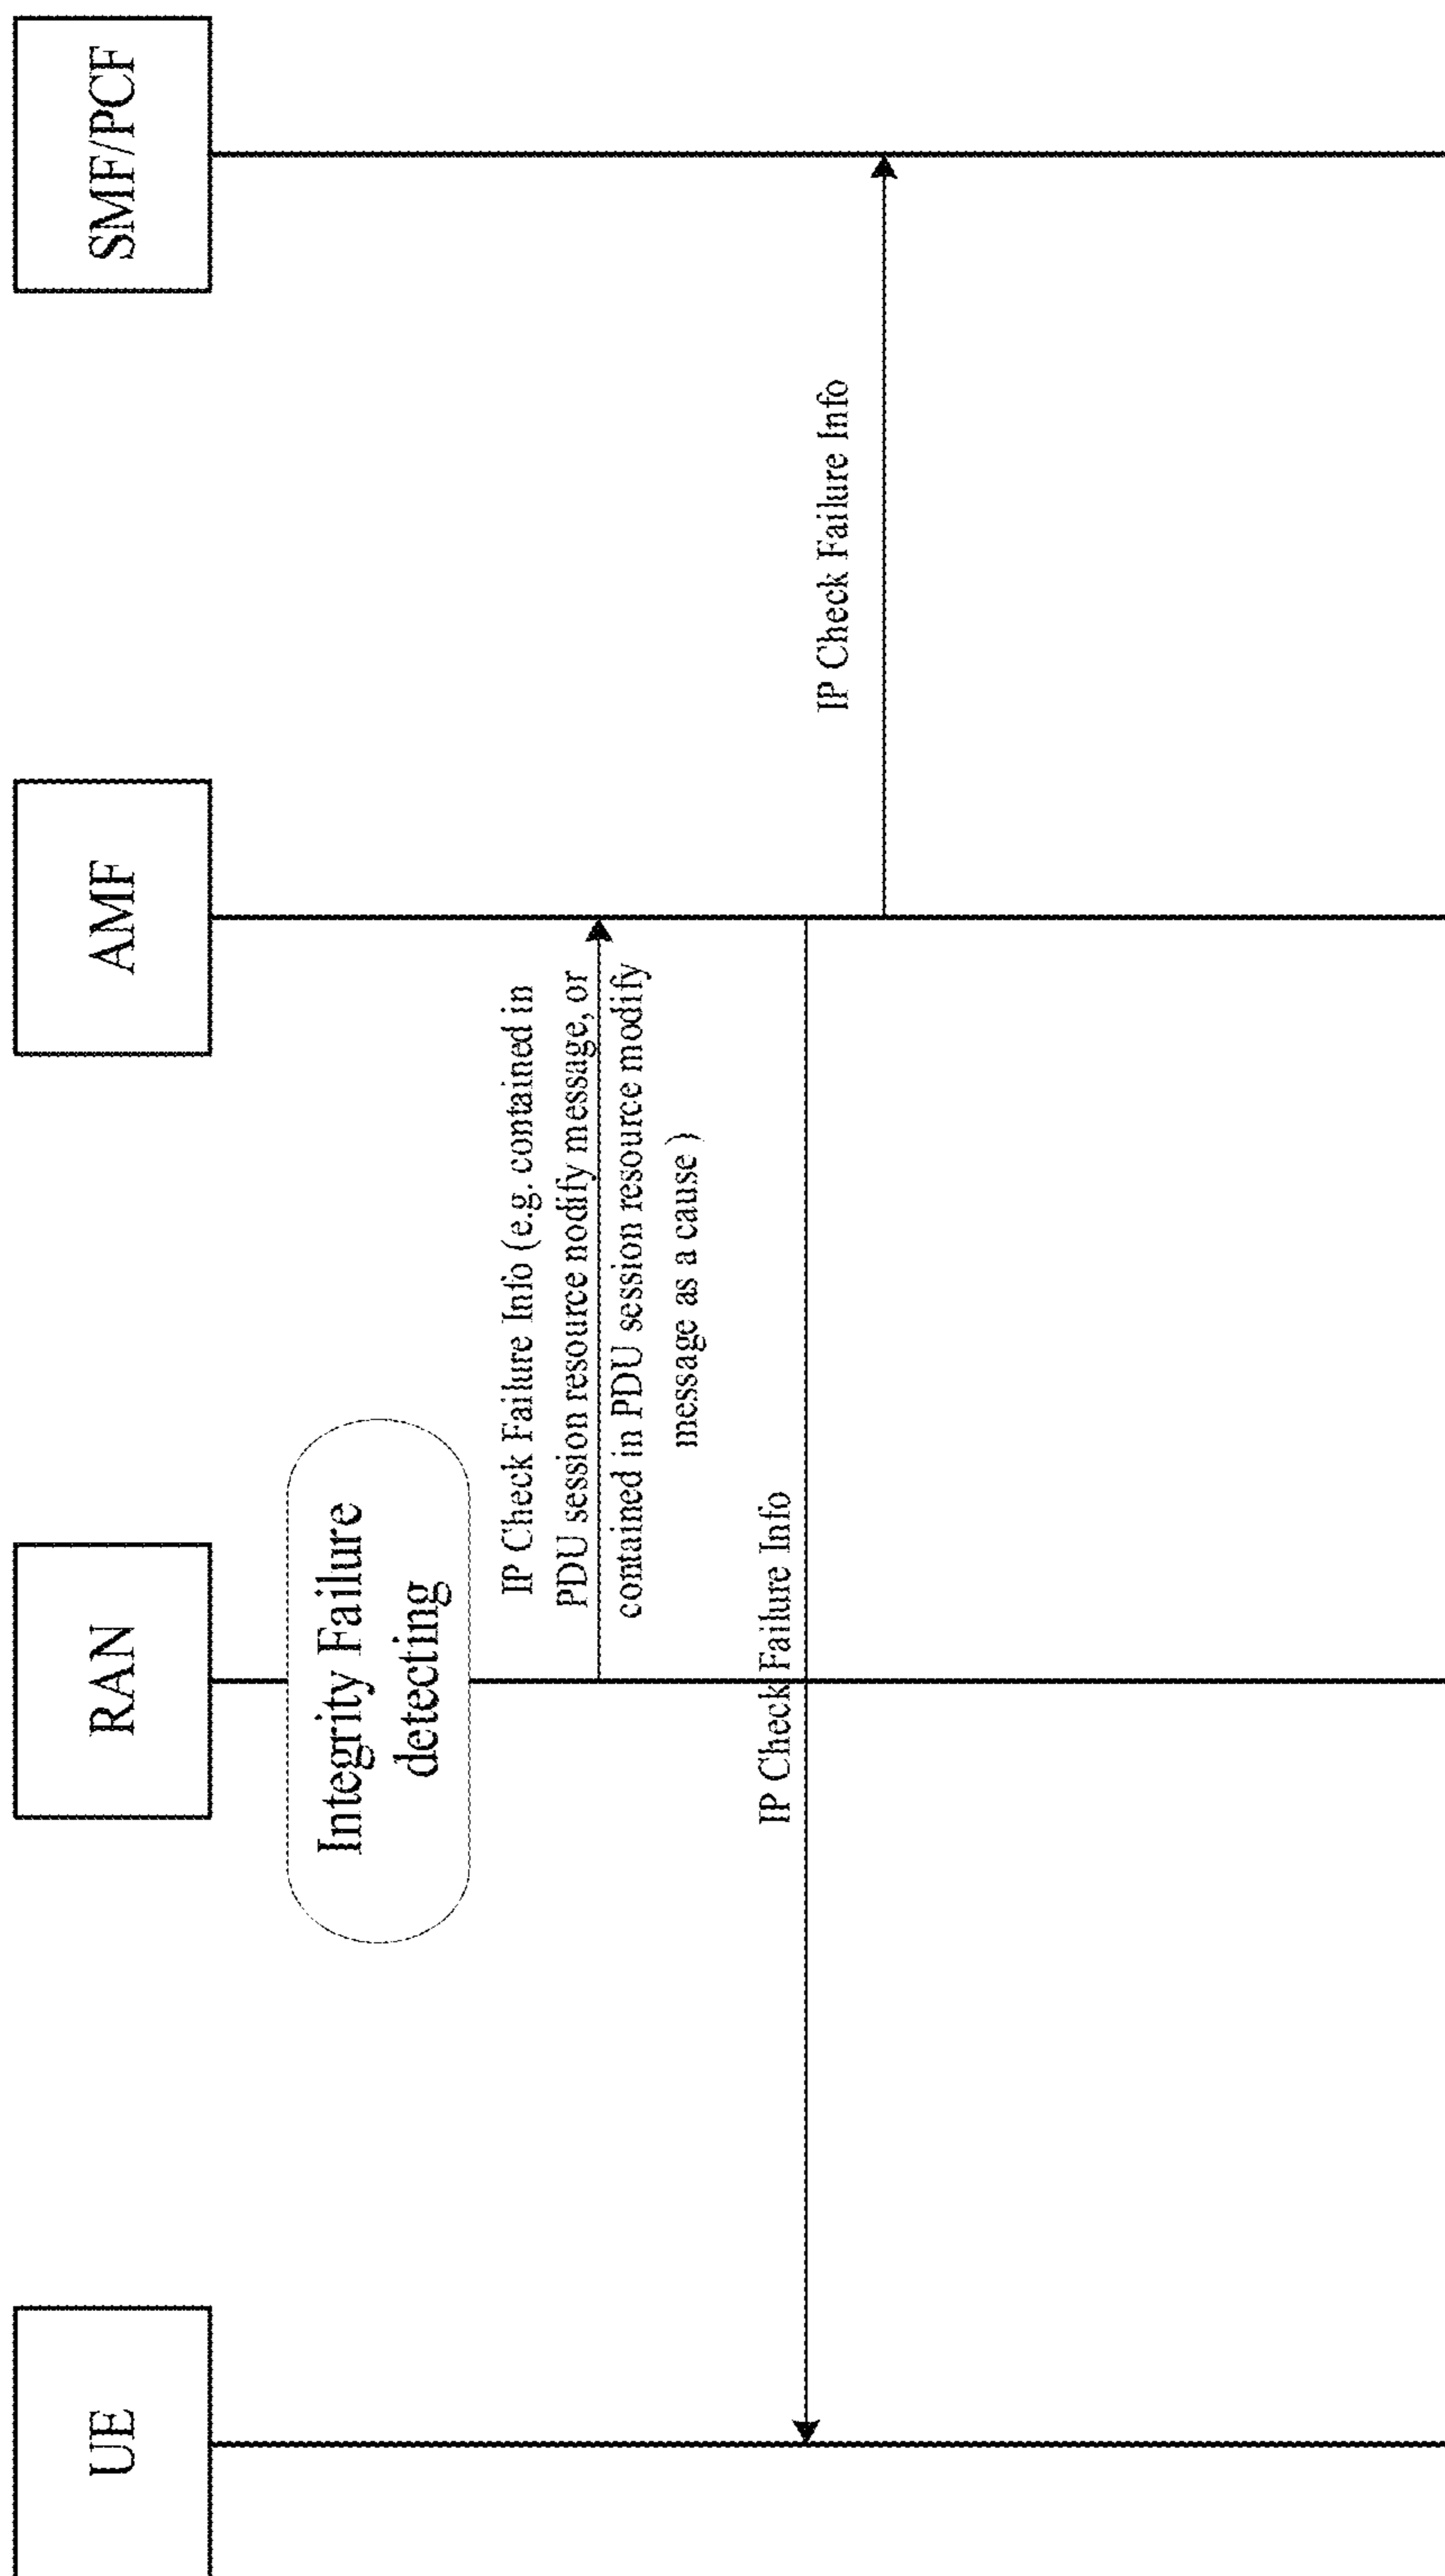 UE
RAN
AMF
SMF/PCF
Integrity Failure
detecting
IP Check Failure Info (e.g. contained in
PDU session resource nodify message, or
contained in PDU session resource modify
message as a cause )
IP Check Failure Info
IP Check Failure Info